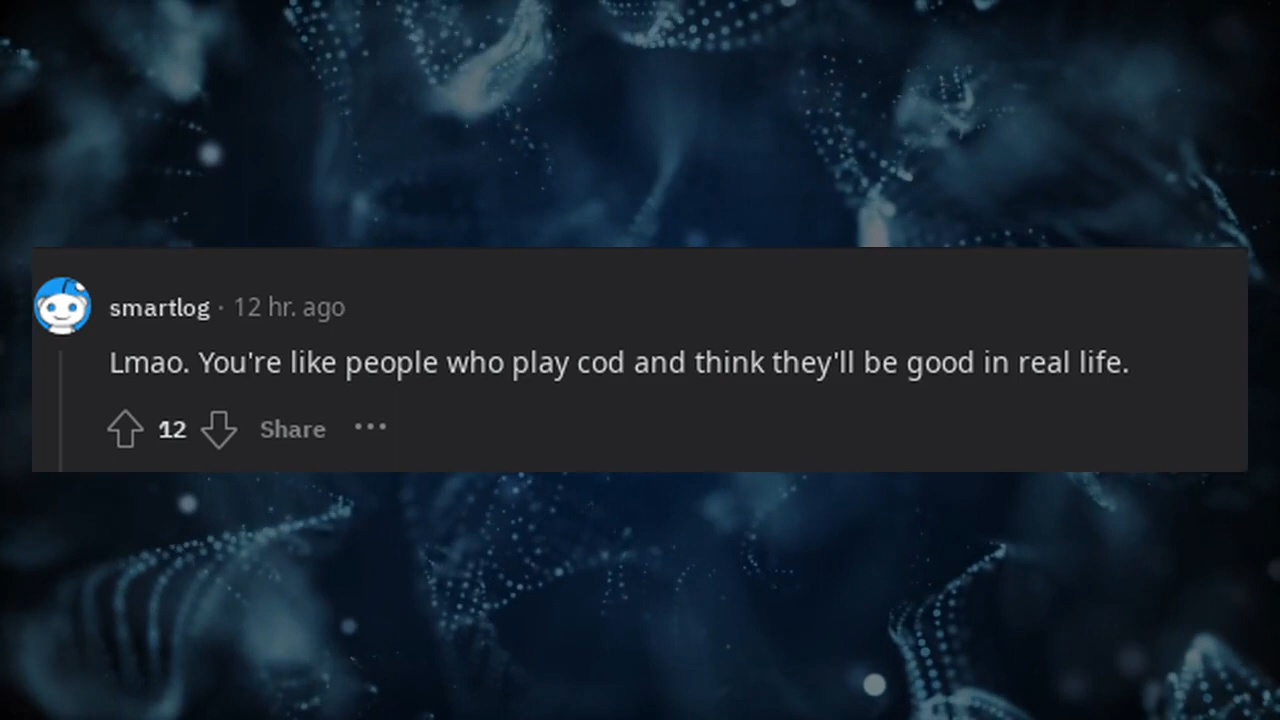 smartlog · 12 hr. ago
Lmao. You're like people who play cod and think they'll be good in real life.
12 Share ...